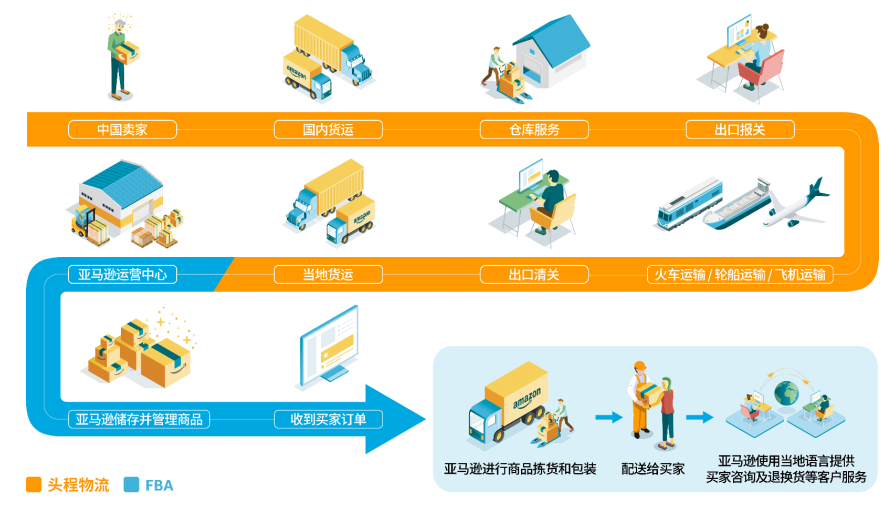 amazon
中国卖家
国内货运
仓库服务
出口报关
amazon
亚马逊运营中心
当地货运
出口清关
火车运输 / 轮船运输 / 飞机运输
亚马逊储存并管理商品
收到买家订单
amazon
亚马逊进行商品拣货和包装
配送给买家
亚马逊使用当地语言提供
买家咨询及退换货等客户服务
头程物流
FBA